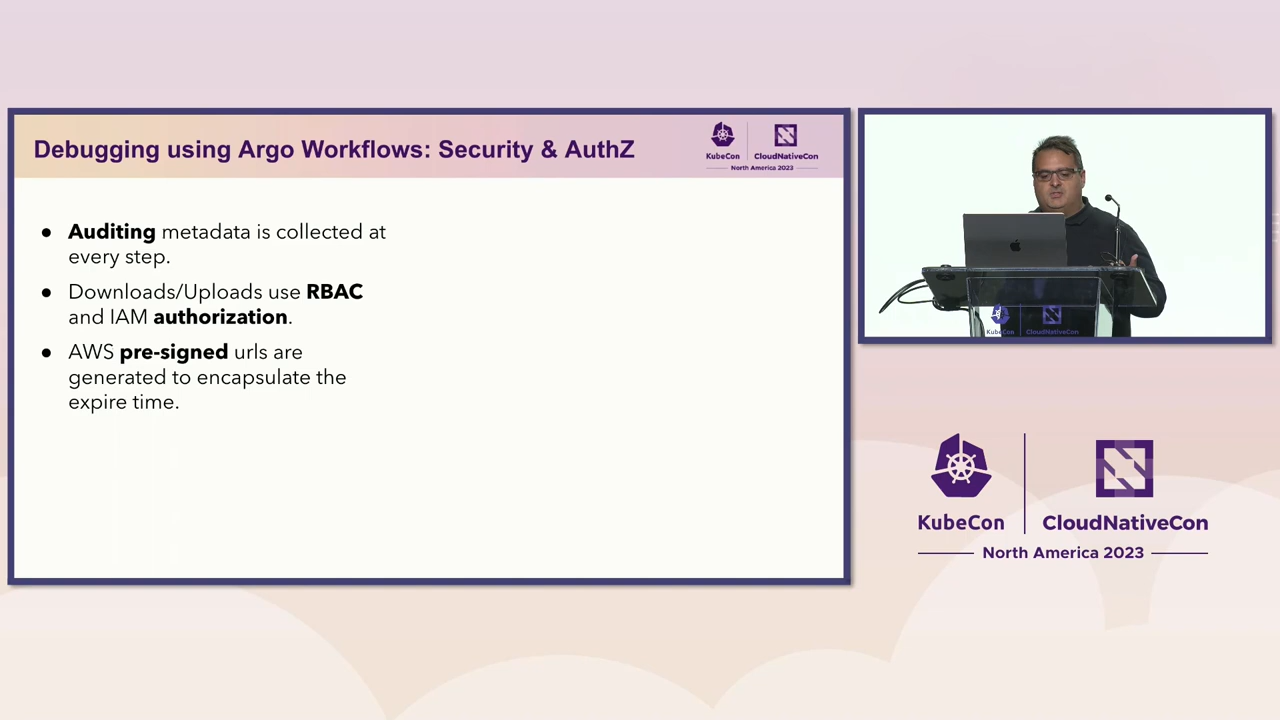 Debugging using Argo Workflows: Security & AuthZ
KubeCon
CloudNativeCon
North America 2023
● Auditing metadata is collected at
every step.
● Downloads/Uploads use RBAC
and IAM authorization.
● AWS pre-signed urls are
generated to encapsulate the
expire time.
KubeCon
CloudNativeCon
KubeCon
CloudNativeCon
North America 2023